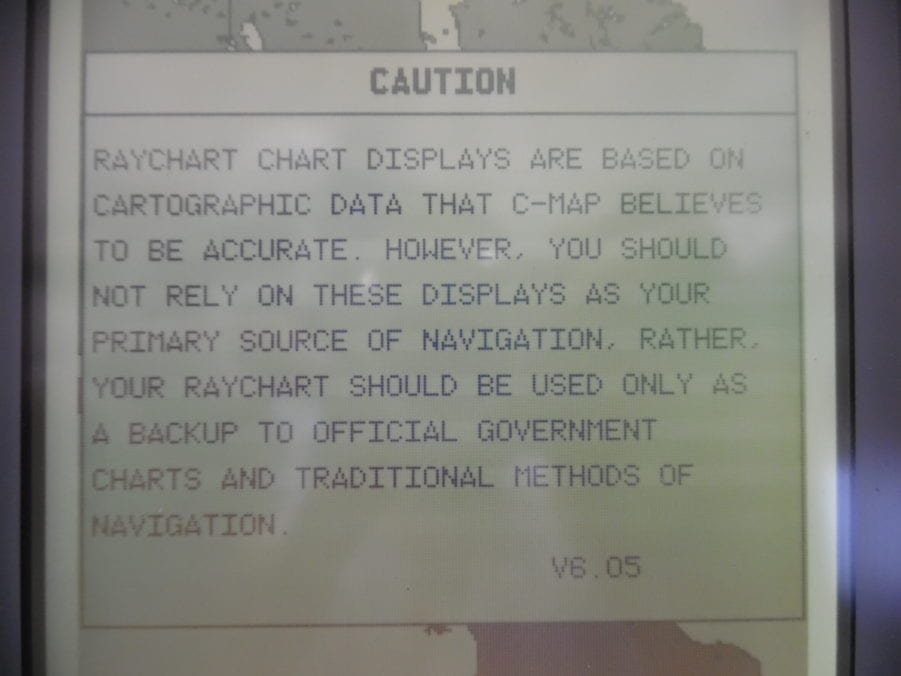 CAUTION
RAYCHART CHART DISPLAYS ARE BASED ON
CARTOGRAPHIC DATA THAT C-MAP BELIEVES
TO BE ACCURATE. HOWEVER, YOU SHOULD
NOT RELY ON THESE DISPLAYS AS YOUR
PRIMARY SOURCE OF NAVIGATION, RATHER,
YOUR RAYCHART SHOULD BE USED ONLY AS
A BACKUP TO OFFICIAL GOVERNMENT
CHARTS AND TRADITIONAL METHODS OF
NAVIGATION.
V6.05